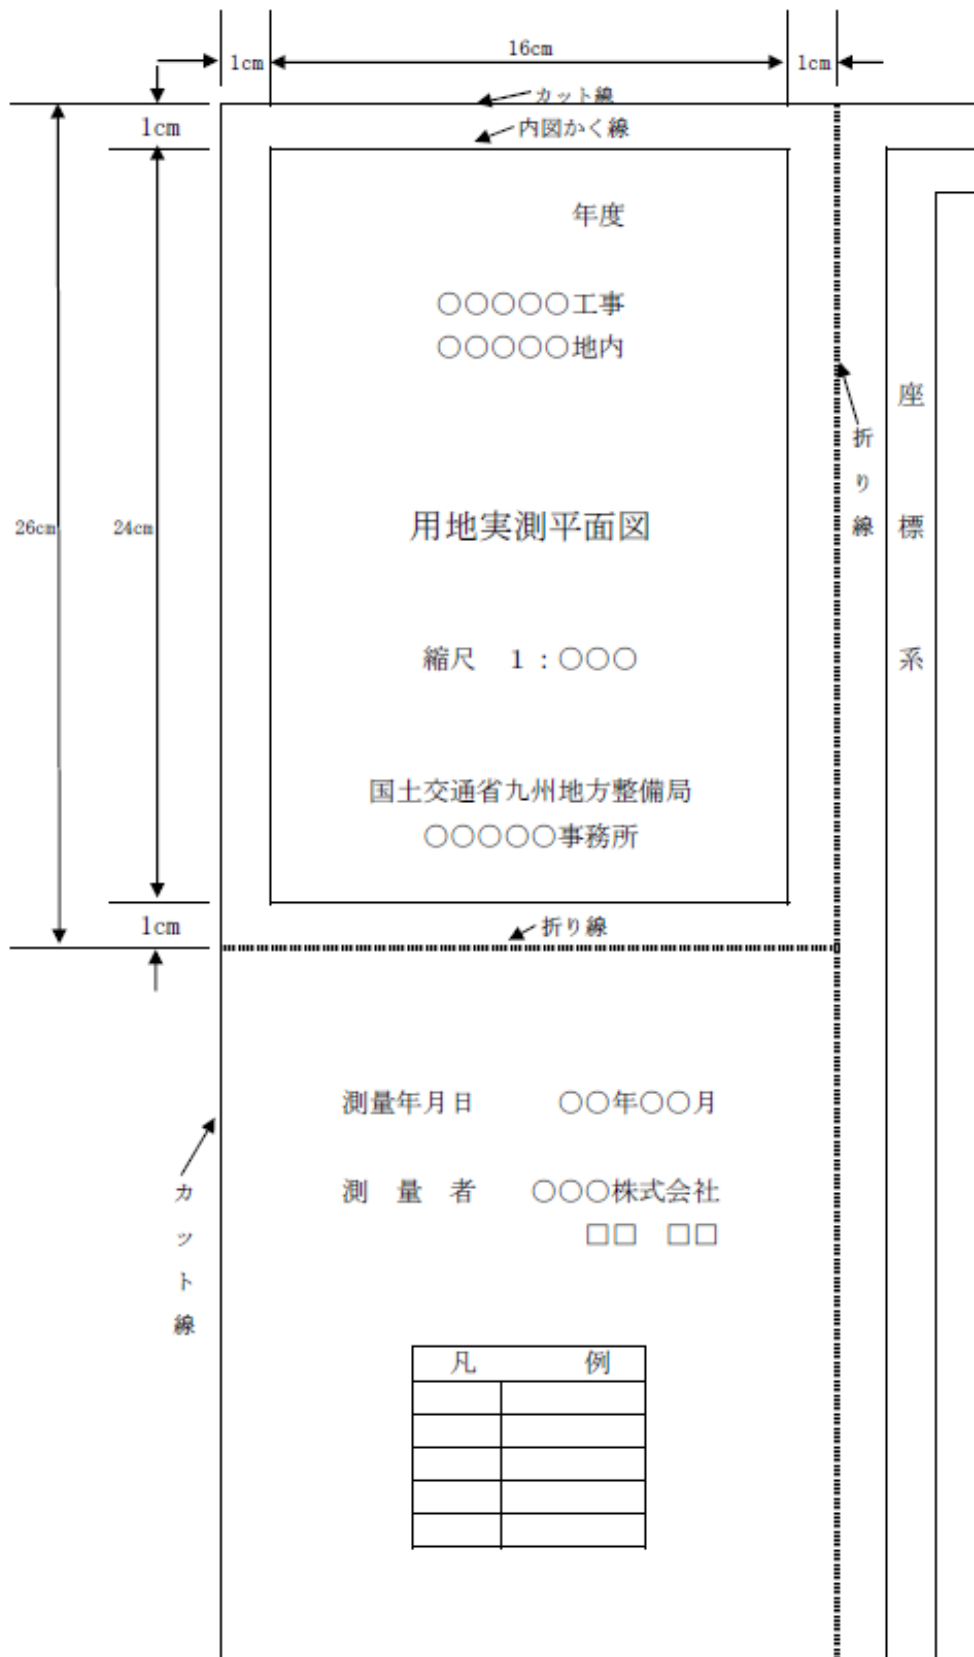 16cm
1cm
1cm
カット線
1cm
内図かく線
年度
○○○○○工事
○○○○○地内
座標系
折り線
26cm
24cm
用地実測平面図
縮尺　1：○○○
国土交通省九州地方整備局
○○○○○事務所
1cm
折り線
測量年月日　○○年○○月
カット線
測　量　者　○○○株式会社
□□　□□
凡　例